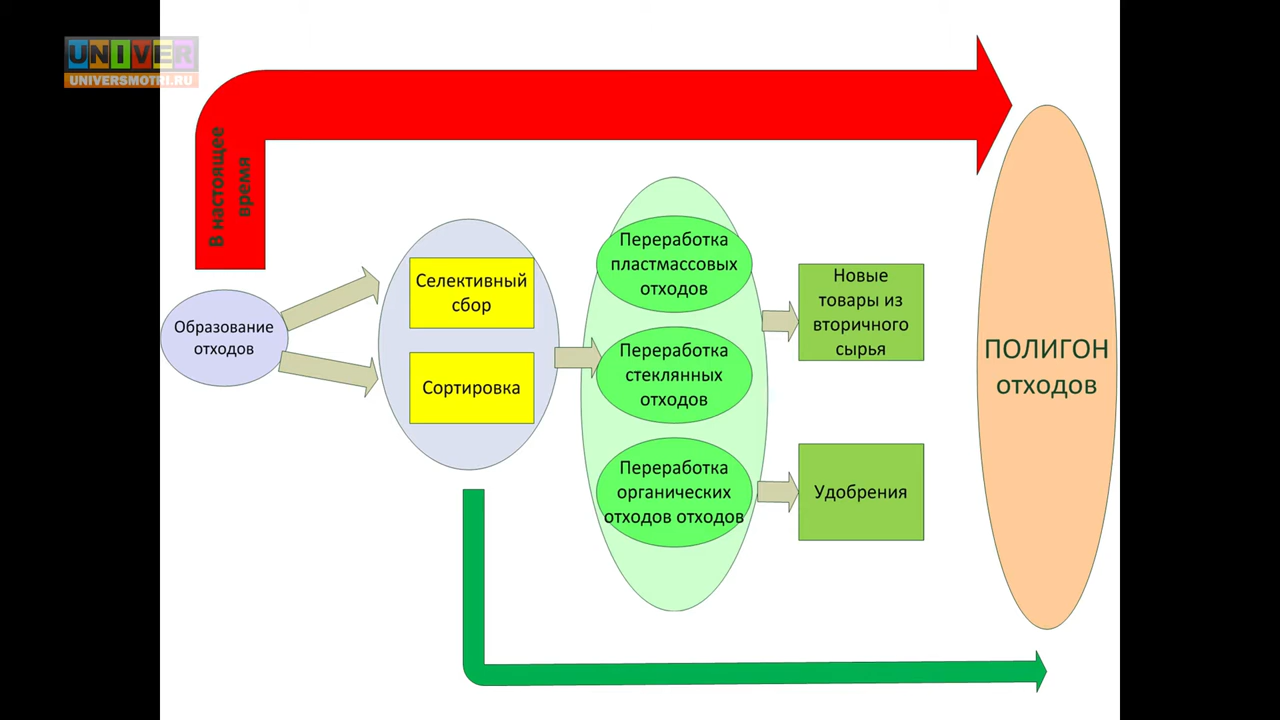 UNIVER
UNIVERSMOTRI.RU
В настоящее
время
Образование
отходов
Селективный
сбор
Сортировка
Переработка
пластмассовых
отходов
Переработка
стеклянных
отходов
Переработка
органических
отходов отходов
Новые
товары из
вторичного
сырья
Удобрения
ПОЛИГОН
отходов